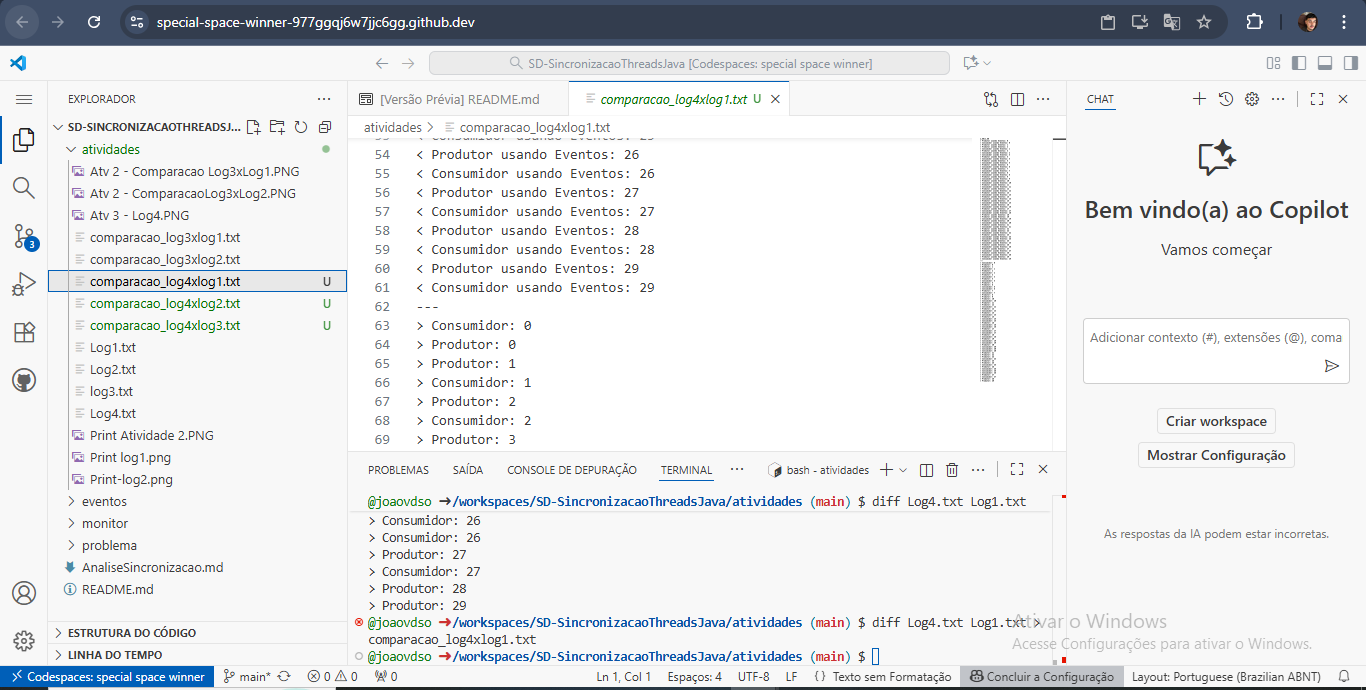 special-space-winner-977ggqj6w7jjc6gg.github.dev
SD-SincronizacaoThreadsJava [Codespaces: special space winner]
EXPLORADOR
SD-SINCRONIZACAOTHREADSJ...
atividades
Atv 2 - Comparacao Log3xLog1.PNG
Atv 2 - ComparacaoLog3xLog2.PNG
Atv 3 - Log4.PNG
comparacao_log3xlog1.txt
comparacao_log3xlog2.txt
comparacao_log4xlog1.txt U
comparacao_log4xlog2.txt U
comparacao_log4xlog3.txt U
Log1.txt
Log2.txt
log3.txt
Log4.txt
Print Atividade 2.PNG
Print log1.png
Print-log2.png
eventos
monitor
problema
AnaliseSincronizacao.md
README.md
ESTRUTURA DO CÓDIGO
LINHA DO TEMPO
3
[Versão Prévia] README.md
comparacao_log4xlog1.txt U
atividades > comparacao_log4xlog1.txt
53 < Consumidor usando Eventos: 25
54 < Produtor usando Eventos: 26
55 < Consumidor usando Eventos: 26
56 < Produtor usando Eventos: 27
57 < Consumidor usando Eventos: 27
58 < Produtor usando Eventos: 28
59 < Consumidor usando Eventos: 28
60 < Produtor usando Eventos: 29
61 < Consumidor usando Eventos: 29
62 ---
63 > Consumidor: 0
64 > Produtor: 0
65 > Produtor: 1
66 > Consumidor: 1
67 > Produtor: 2
68 > Consumidor: 2
69 > Produtor: 3
PROBLEMAS SAÍDA CONSOLE DE DEPURAÇÃO TERMINAL ··· bash - atividades
@joaovdso ➜/workspaces/SD-SincronizacaoThreadsJava/atividades (main) $ diff Log4.txt Log1.txt
> Consumidor: 26
> Consumidor: 26
> Produtor: 27
> Consumidor: 27
> Produtor: 28
> Produtor: 29
@joaovdso ➜/workspaces/SD-SincronizacaoThreadsJava/atividades (main) $ diff Log4.txt Log1.txt >
comparacao_log4xlog1.txt
@joaovdso ➜/workspaces/SD-SincronizacaoThreadsJava/atividades (main) $
CHAT
Bem vindo(a) ao Copilot
Vamos começar
Adicionar contexto (#), extensões (@), coma
Criar workspace
Mostrar Configuração
As respostas da IA podem estar incorretas.
Ativar o Windows
Acesse Configurações para ativar o Windows.
Codespaces: special space winner main* 0 0 0 Ln 1, Col 1 Espaços: 4 UTF-8 LF {} Texto sem Formatação Concluir a Configuração Layout: Portuguese (Brazilian ABNT)